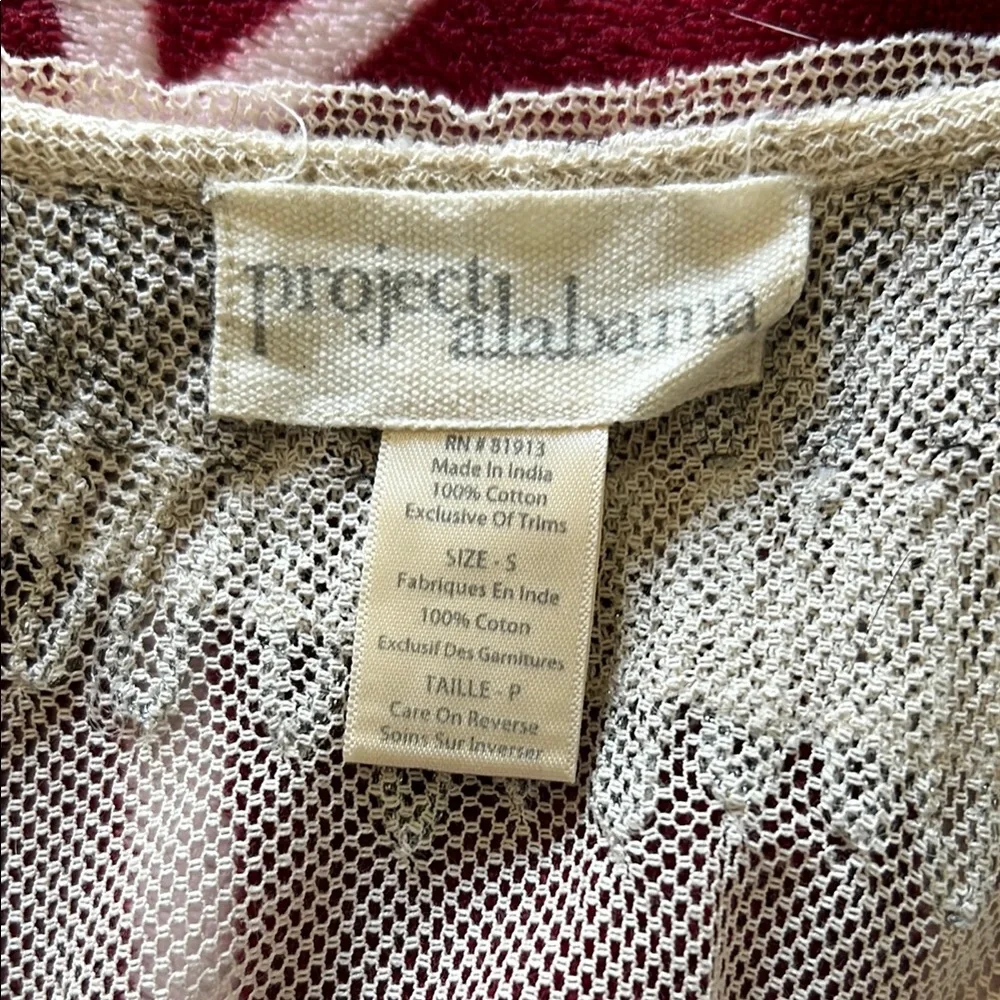 project
alabama
RN # 81913
Made In India
100% Cotton
Exclusive Of Trims
SIZE - S
Fabriques En Inde
100% Coton
Exclusif Des Garnitures
TAILLE - P
Care On Reverse
Soins Sur Inverser